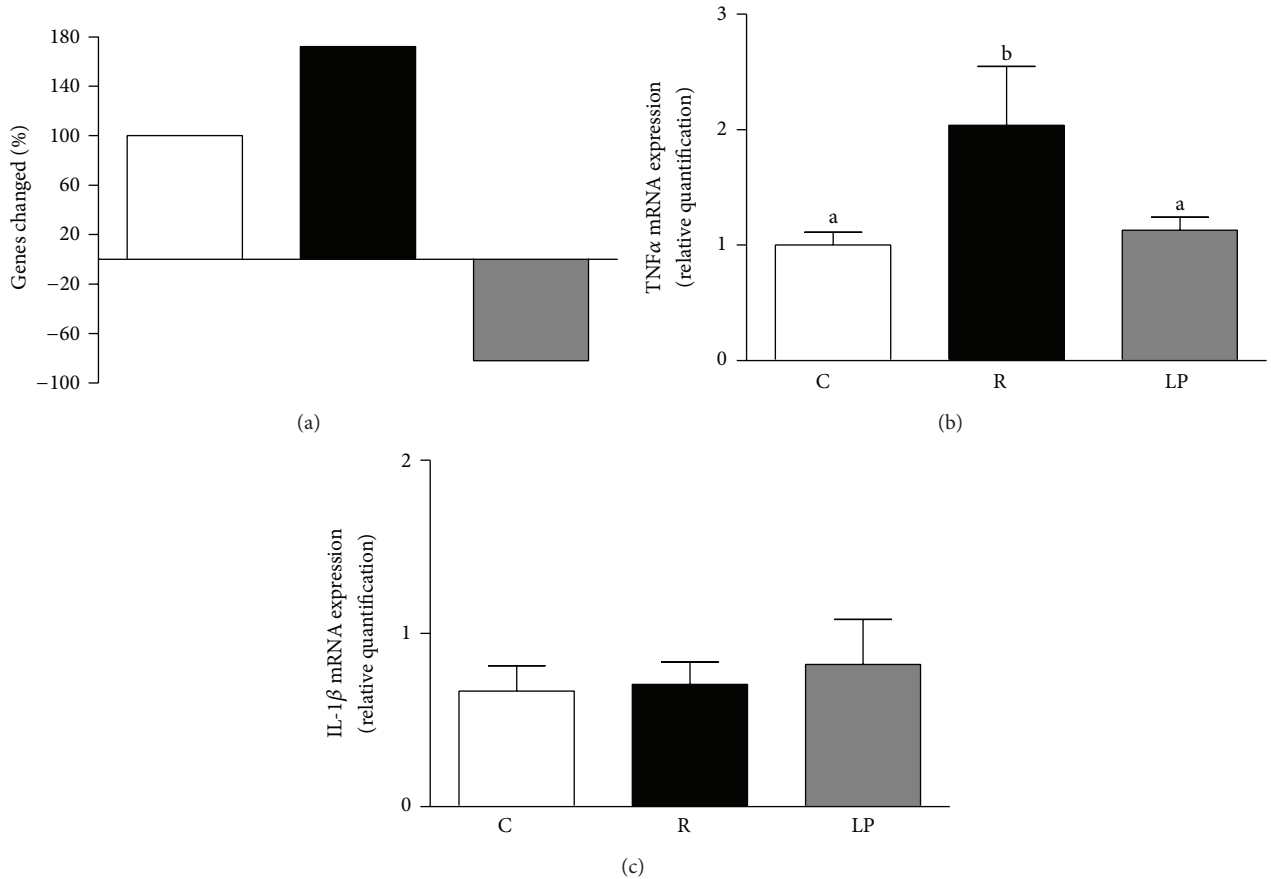 Genes changed (%)
180
140
100
60
20
−20
−60
−100
(a)
TNFα mRNA expression
(relative quantification)
3
2
1
0
a
b
a
C R LP
(b)
IL-1β mRNA expression
(relative quantification)
2
1
0
C R LP
(c)